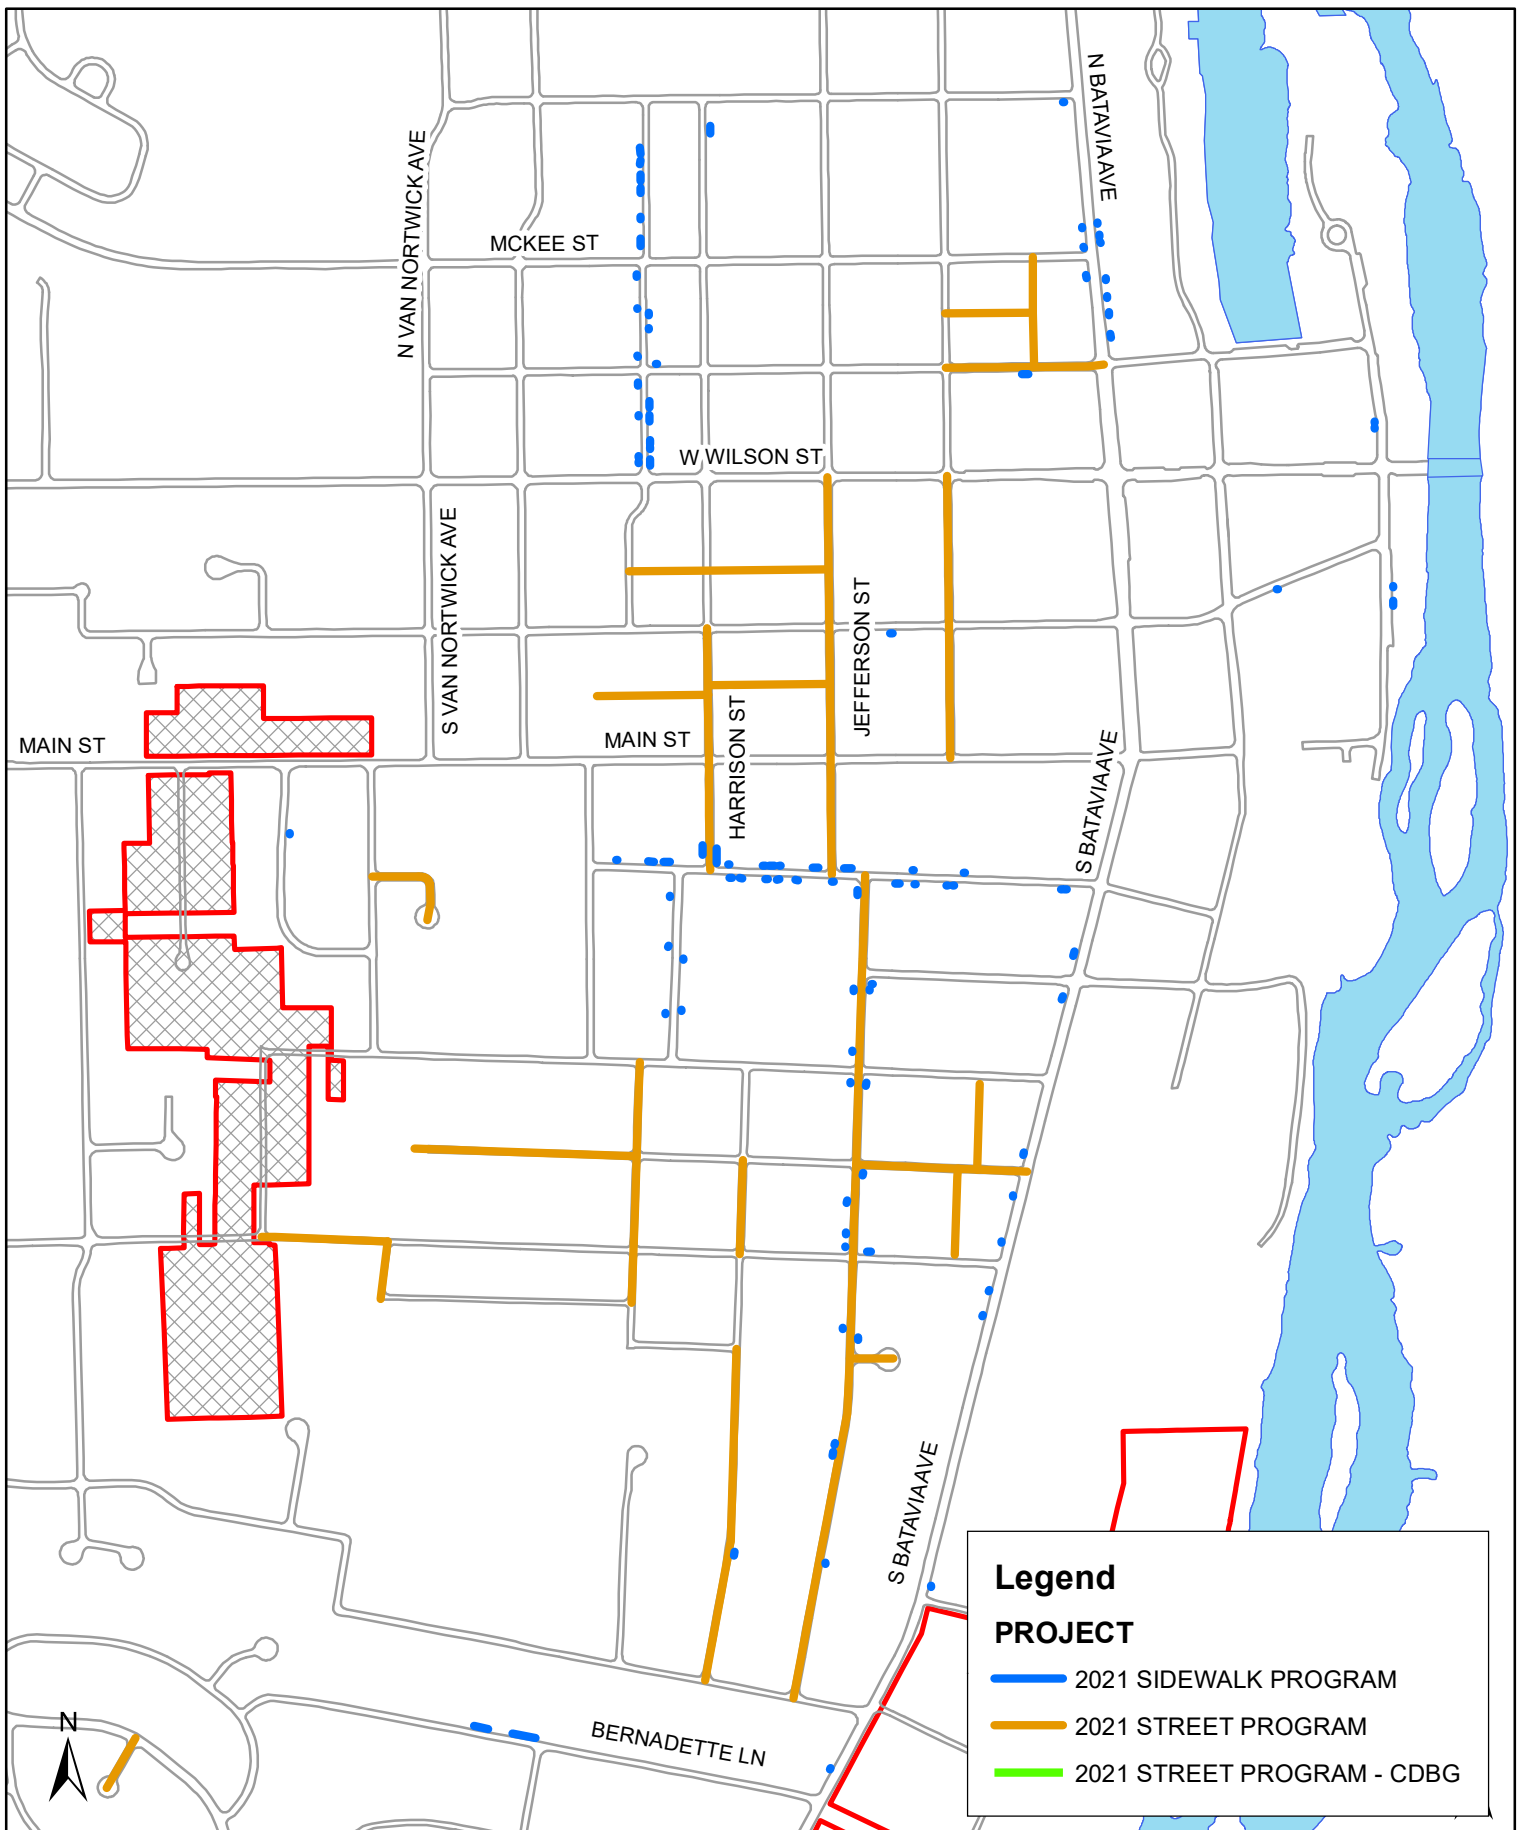 N BATAVIA AVE
N VAN NORTWICK AVE
MCKEE ST
W WILSON ST
S VAN NORTWICK AVE
JEFFERSON ST
HARRISON ST
MAIN ST
MAIN ST
S BATAVIA AVE
S BATAVIA AVE
BERNADETTE LN
N
Legend
PROJECT
2021 SIDEWALK PROGRAM
2021 STREET PROGRAM
2021 STREET PROGRAM - CDBG